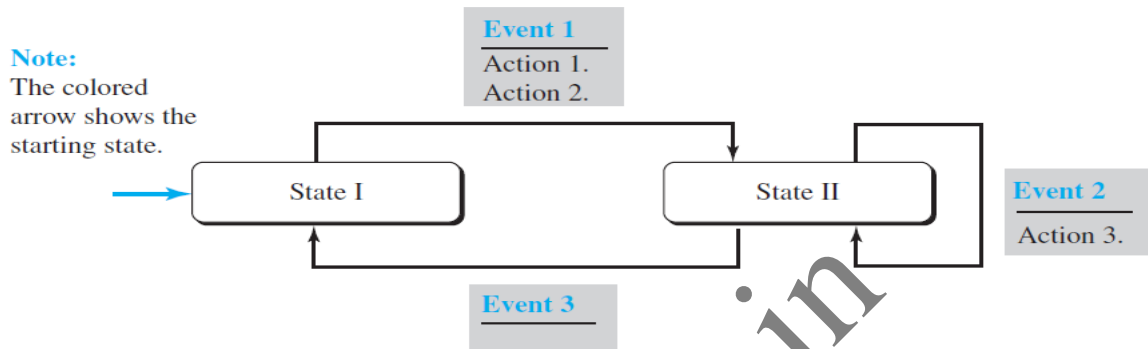 Event 1
Action 1.
Action 2.
Note:
The colored
arrow shows the
starting state.
State I
State II
Event 2
Action 3.
Event 3
in